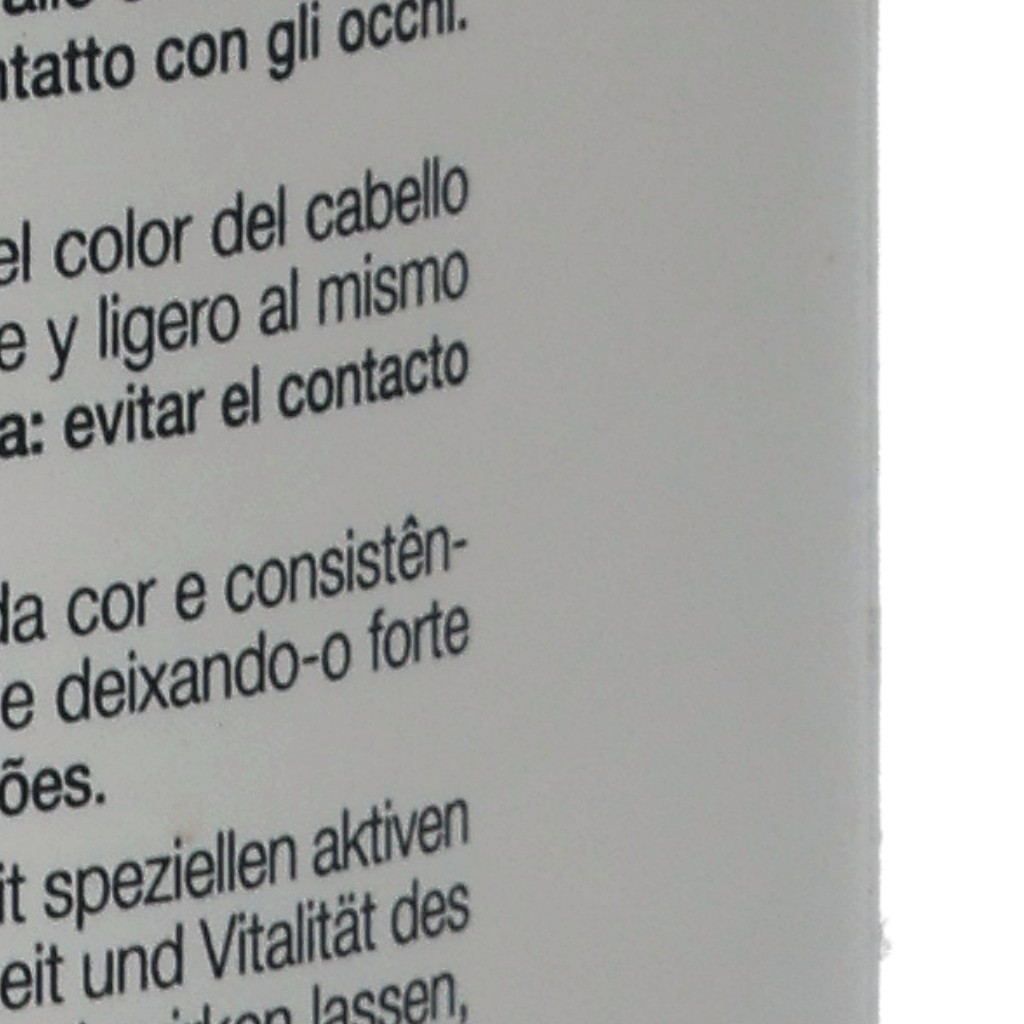 ntatto con gli occhi.
el color del cabello
e y ligero al mismo
a: evitar el contacto
da cor e consistên-
e deixando-o forte
ões.
it speziellen aktiven
eit und Vitalität des
lassen,